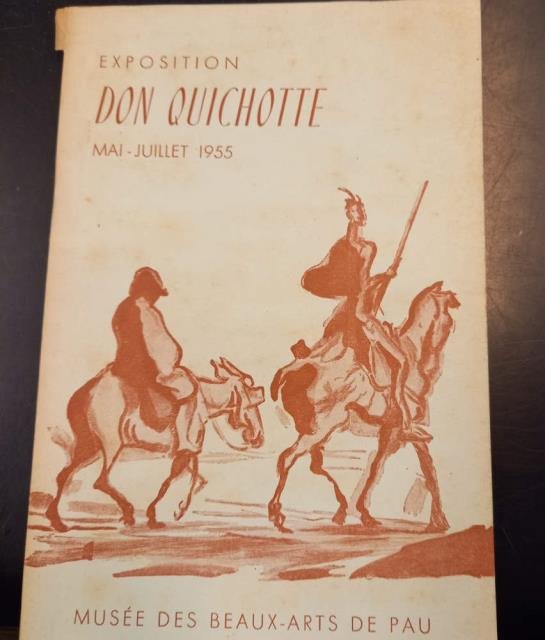 EXPOSITION
DON QUICHOTTE
MAI - JUILLET 1955
MUSÉE DES BEAUX-ARTS DE PAU